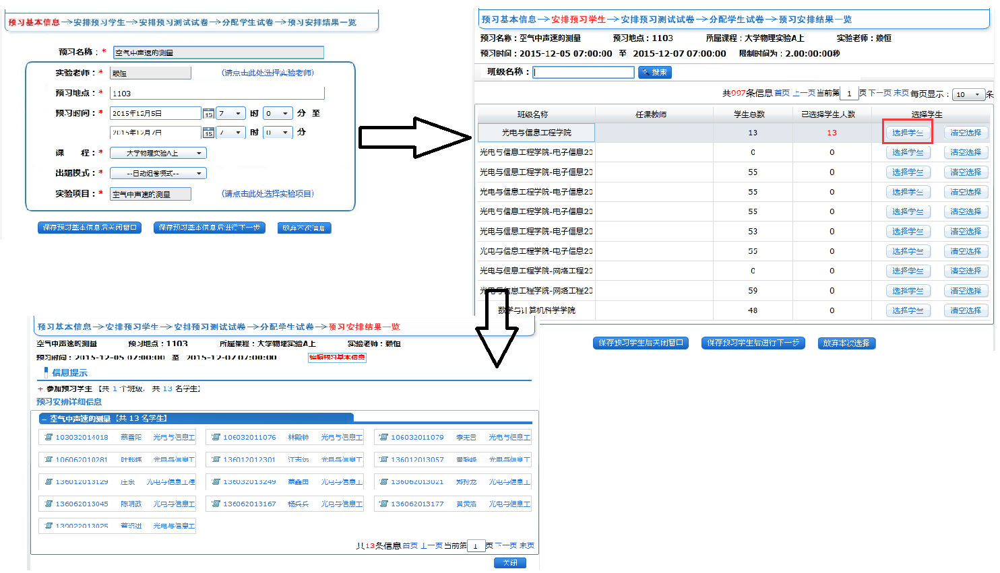 预习基本信息—>安排预习学生—>安排预习测试试卷—>分配学生试卷—>预习安排结果一览
预习名称：* 空气中声速的测量
实验老师：* 赖恒 (请点击此处选择实验老师)
预习地点：* 1103
预习时间：* 2015年12月5日 15 7 时 0 分 至
2015年12月7日 15 7 时 0 分
课 程：* 大学物理实验A上
出题模式：* --自动组卷模式--
实验项目：* 空气中声速的测量 (请点击此处选择实验项目)
保存预习基本信息后关闭窗口 保存预习基本信息后进行下一步 放弃本次信息
预习基本信息—>安排预习学生—>安排预习测试试卷—>分配学生试卷—>预习安排结果一览
预习名称：空气中声速的测量 预习地点：1103 所属课程：大学物理实验A上 实验老师：赖恒
预习时间：2015-12-05 07:00:00 至 2015-12-07 07:00:00 限制时间为：2.00:00:00秒
班级名称： 搜索
共997条信息 首页 上一页 当前第 1 页 下一页 末页 每页显示： 10 条
班级名称 任课教师 学生总数 已选择学生人数 选择学生
光电与信息工程学院 13 13 选择学生 清空选择
光电与信息工程学院-电子信息20 0 0 选择学生 清空选择
光电与信息工程学院-电子信息20 55 0 选择学生 清空选择
光电与信息工程学院-电子信息20 55 0 选择学生 清空选择
光电与信息工程学院-电子信息20 55 0 选择学生 清空选择
光电与信息工程学院-电子信息20 53 0 选择学生 清空选择
光电与信息工程学院-电子信息20 55 0 选择学生 清空选择
光电与信息工程学院-网络工程20 0 0 选择学生 清空选择
光电与信息工程学院-网络工程20 59 0 选择学生 清空选择
数学与计算机科学学院 48 0 选择学生 清空选择
保存预习学生后关闭窗口 保存预习学生后进行下一步 放弃本次选择
预习基本信息—>安排预习学生—>安排预习测试试卷—>分配学生试卷—>预习安排结果一览
空气中声速的测量 预习地点：1103 所属课程：大学物理实验A上 实验老师：赖恒
预习时间：2015-12-05 07:00:00 至 2015-12-07 07:00:00 编辑预习基本信息
信息提示
+ 参加预习学生 【共 1 个班级， 共 13 名学生】
预习安排详细信息
－ 空气中声速的测量 【共 13 名学生】
103032014018 光电与信息工 106032011076 光电与信息工 106032011079 李无言 光电与信息工
106062010281 光电与信息工 136012012301 江志远 光电与信息工 136012013057 光电与信息工
136012013129 庄泉 光电与信息工程 136032013249 光电与信息工 136062013021 郑孙龙 光电与信息工
136062013045 陈明政 光电与信息工 136062013167 杨兵兵 光电与信息工 136062013177 黄灵浩 光电与信息工
139022013025 蔡绍进 光电与信息工
共13条信息 首页 上一页 当前第 1 页 下一页 末页
关闭